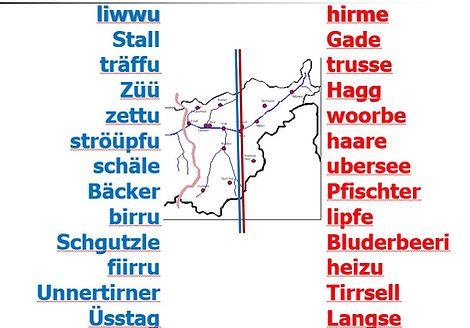 liwwu hirme
Stall Gade
träffu trusse
Züü Hagg
zettu woorbe
ströüpfu haare
schäle ubersee
Bäcker Pfischter
birru lipfe
Schgutzle Bluderbeeri
fiirru heizu
Unnertirner Tirrsell
Üsstag Langse